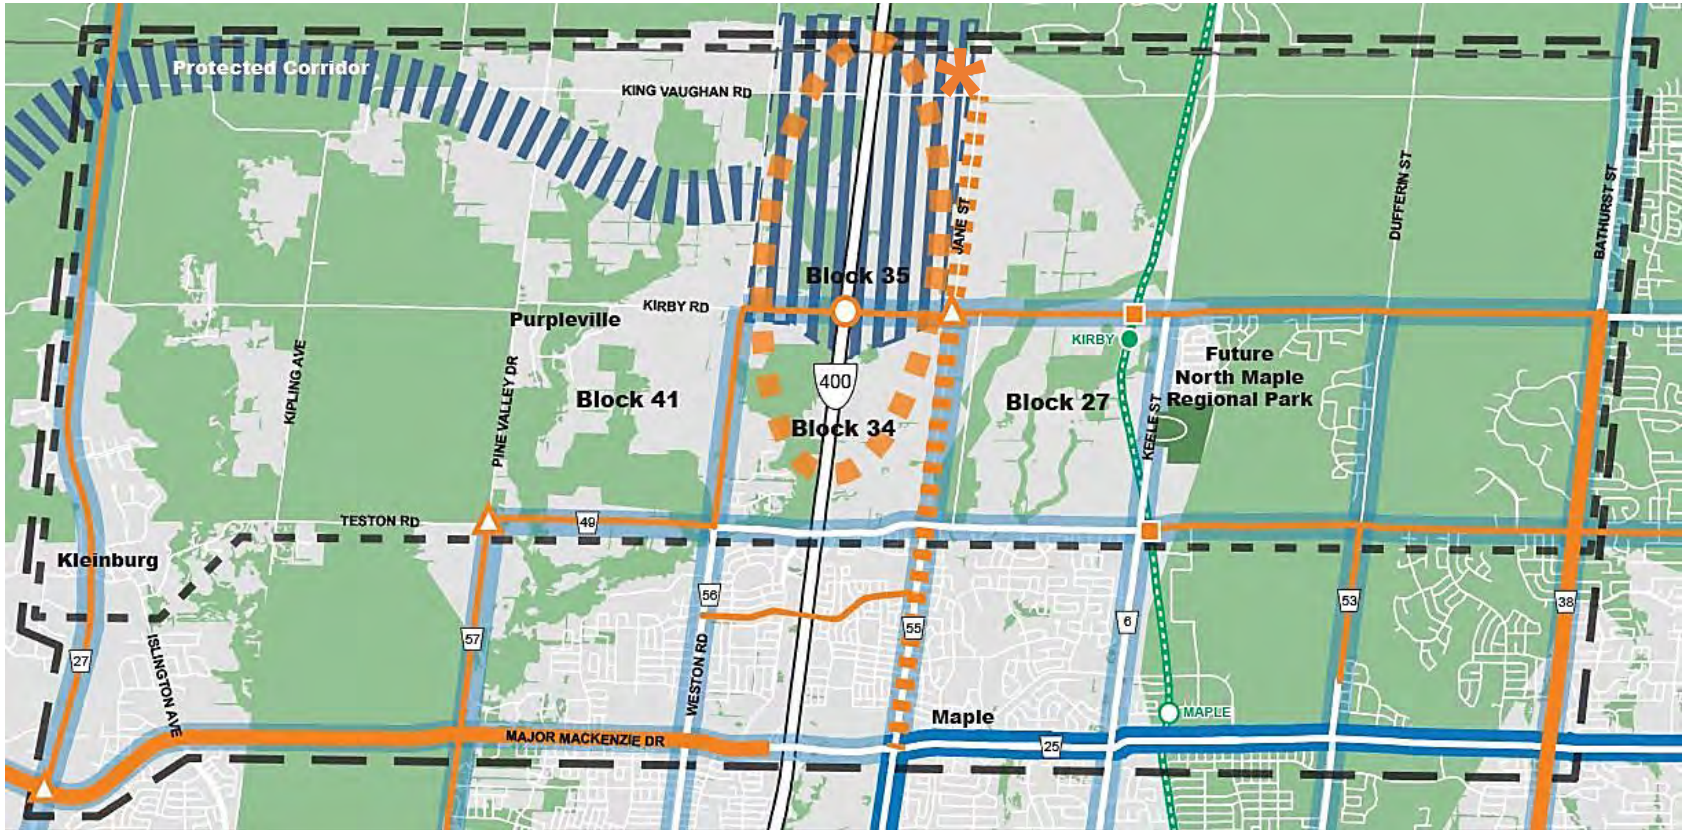 Protected Corridor
KING VAUGHAN RD
JANE ST
DUFFERIN ST
BATHURST ST
Block 35
KIRBY RD
Purpleville
KIRBY
Future
North Maple
Regional Park
KIPLING AVE
PINE VALLEY DR
Block 41
400
Block 27
KEELE ST
Block 34
TESTON RD
49
Kleinburg
56
53
38
57
55
6
27
ISLINGTON AVE
WESTON RD
Maple
MAPLE
MAJOR MACKENZIE DR
25